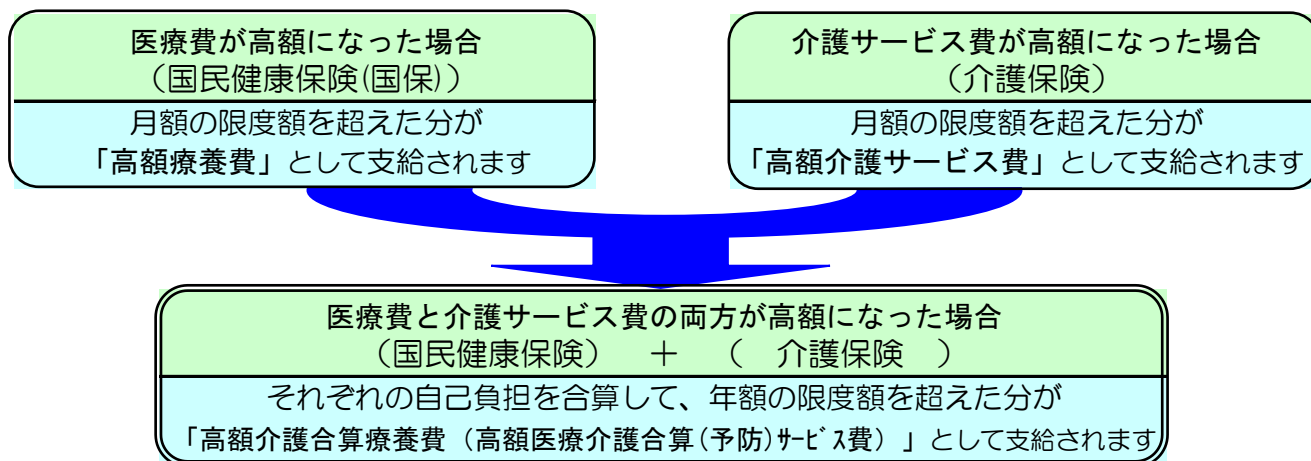 医療費が高額になった場合
（国民健康保険(国保)）
月額の限度額を超えた分が
「高額療養費」として支給されます
介護サービス費が高額になった場合
（介護保険）
月額の限度額を超えた分が
「高額介護サービス費」として支給されます
医療費と介護サービス費の両方が高額になった場合
（国民健康保険）　＋　（　介護保険　）
それぞれの自己負担を合算して、年額の限度額を超えた分が
「高額介護合算療養費（高額医療介護合算(予防)ｻｰﾋﾞｽ費）」として支給されます